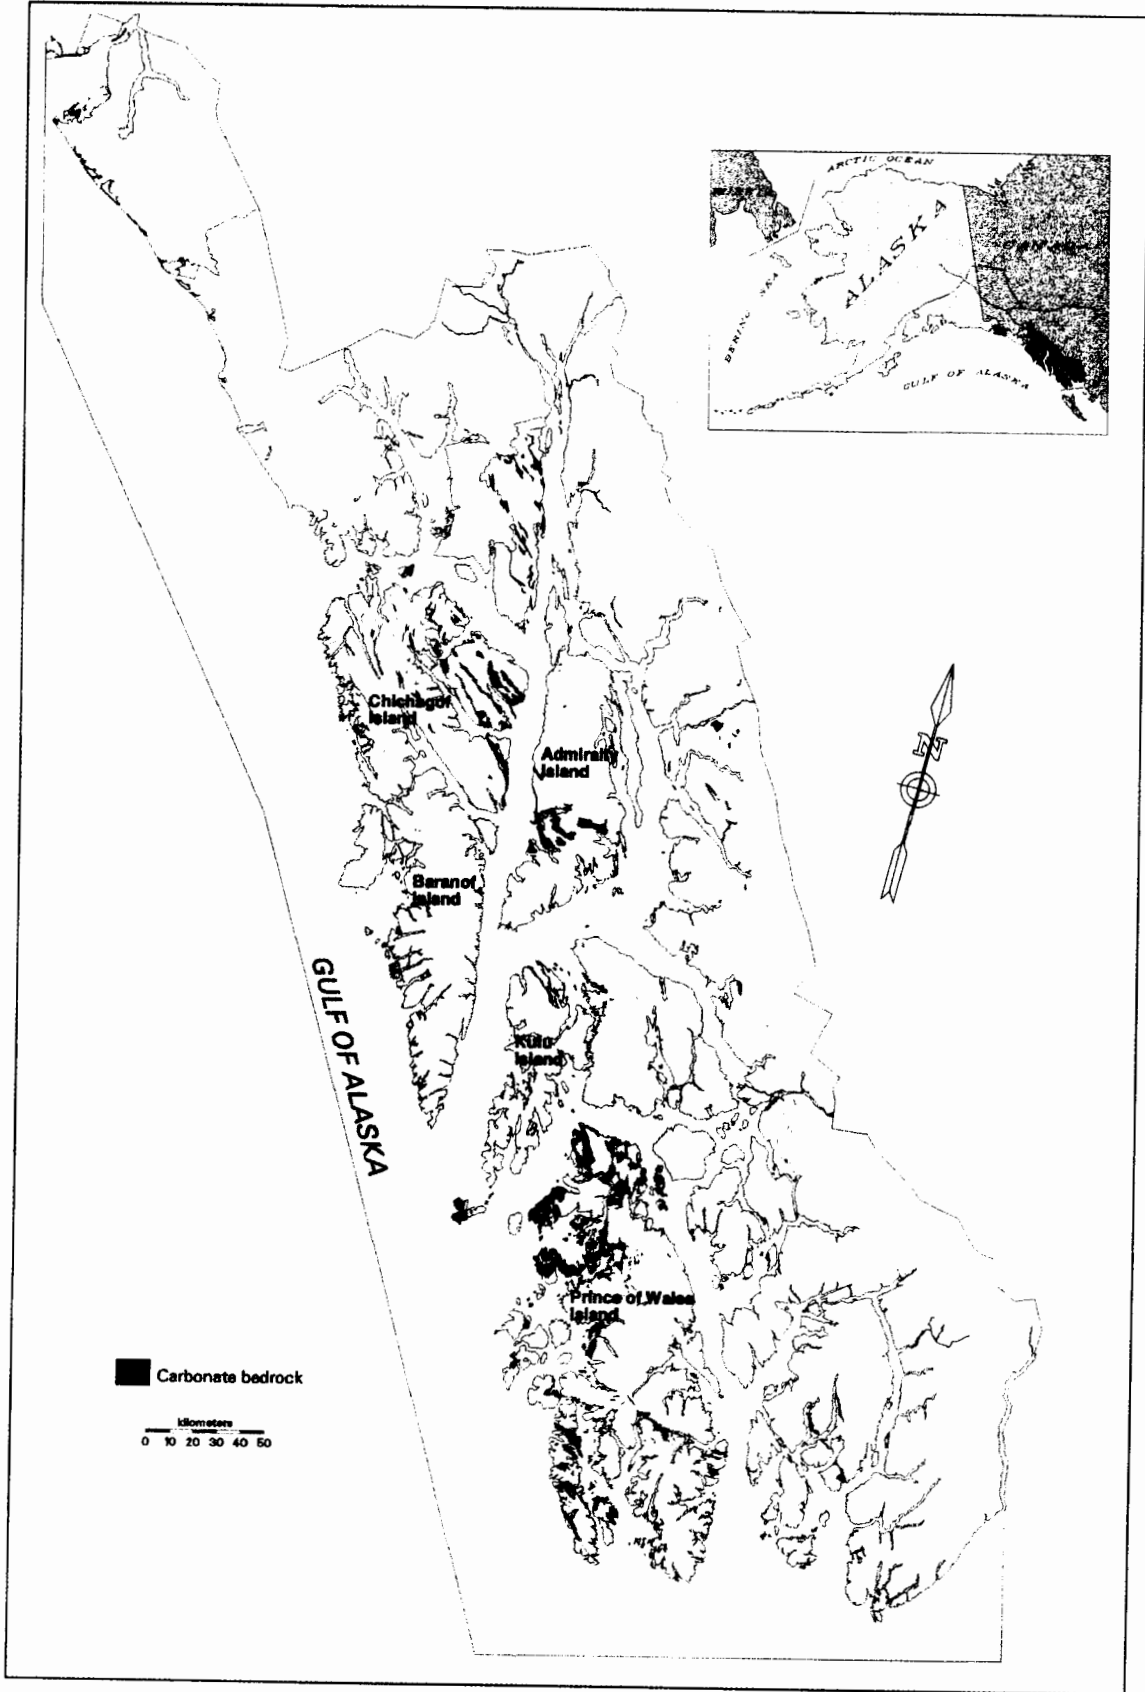 ARCTIC OCEAN
ALASKA
BERING SEA
GULF OF ALASKA
N
Chichagof
Island
Admiralty
Island
Baranof
Island
GULF OF ALASKA
Kuiu
Island
Prince of Wales
Island
Carbonate bedrock
kilometers
0 10 20 30 40 50